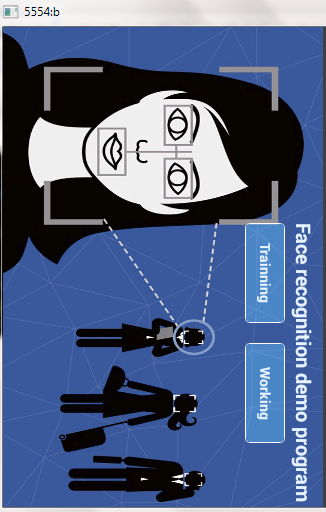 5554:b
Face recognition demo program
Trainning
Working